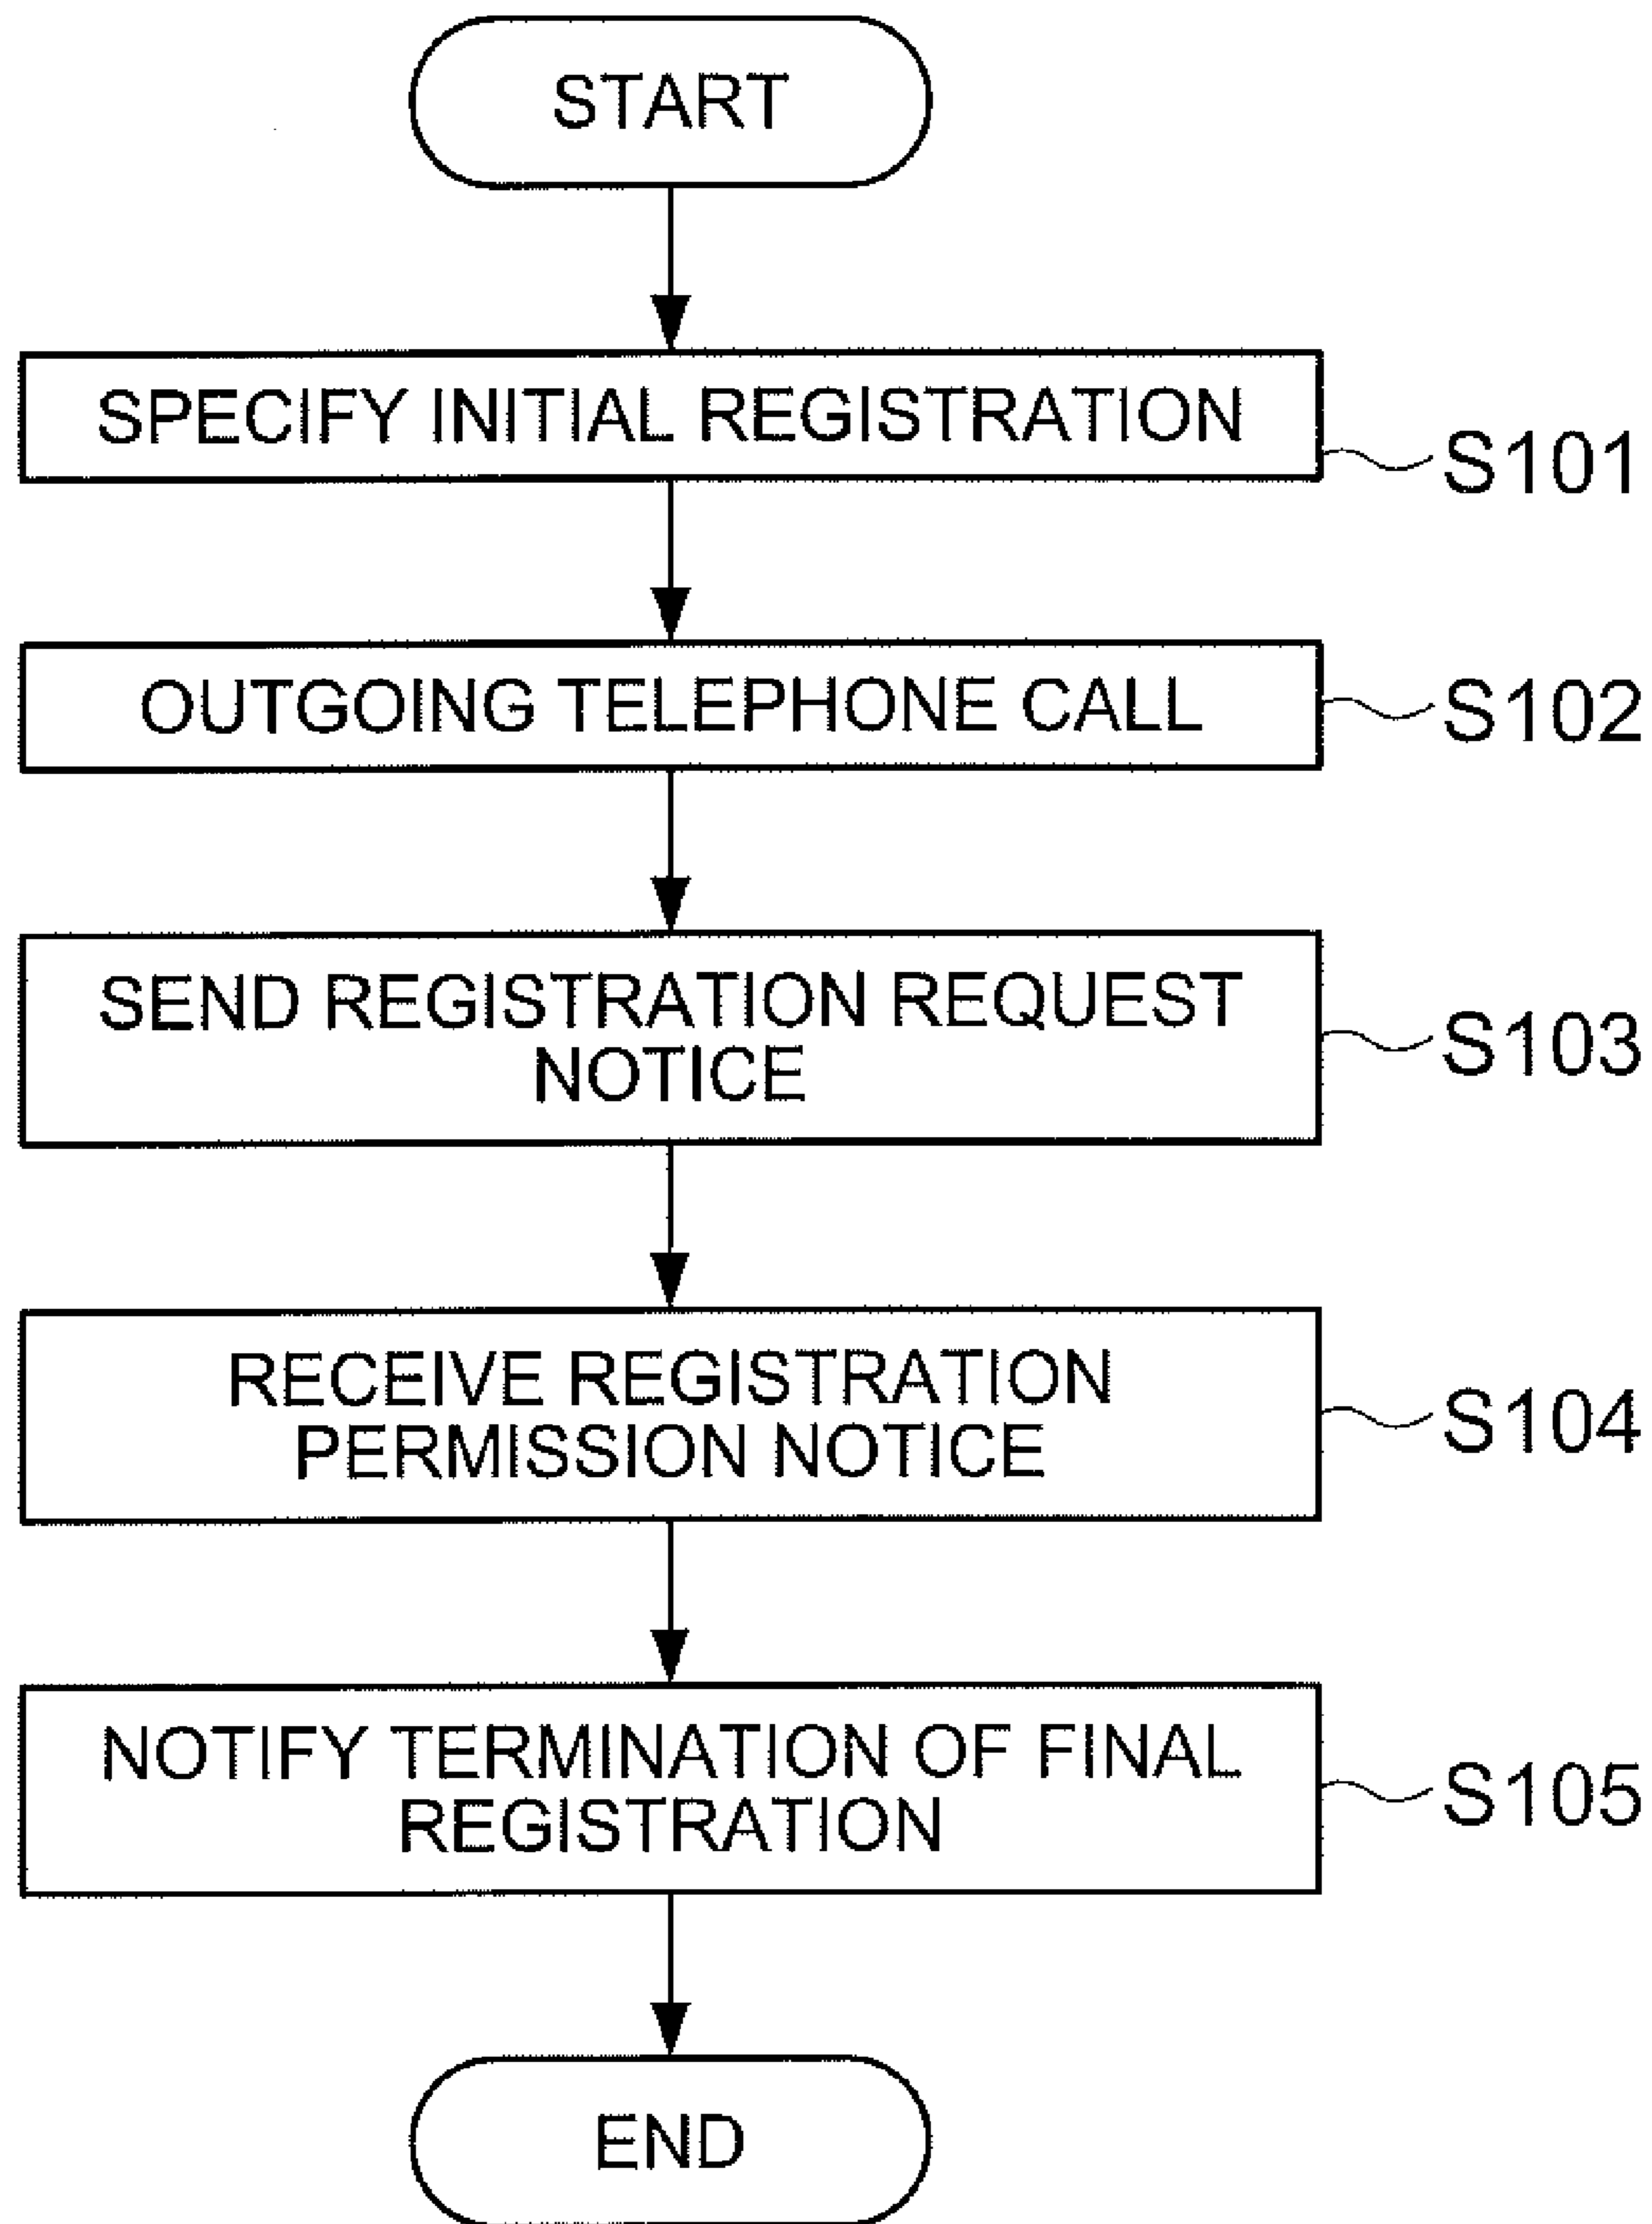 START
SPECIFY INITIAL REGISTRATION
S101
OUTGOING TELEPHONE CALL
S102
SEND REGISTRATION REQUEST
NOTICE
S103
RECEIVE REGISTRATION
PERMISSION NOTICE
S104
NOTIFY TERMINATION OF FINAL
REGISTRATION
S105
END